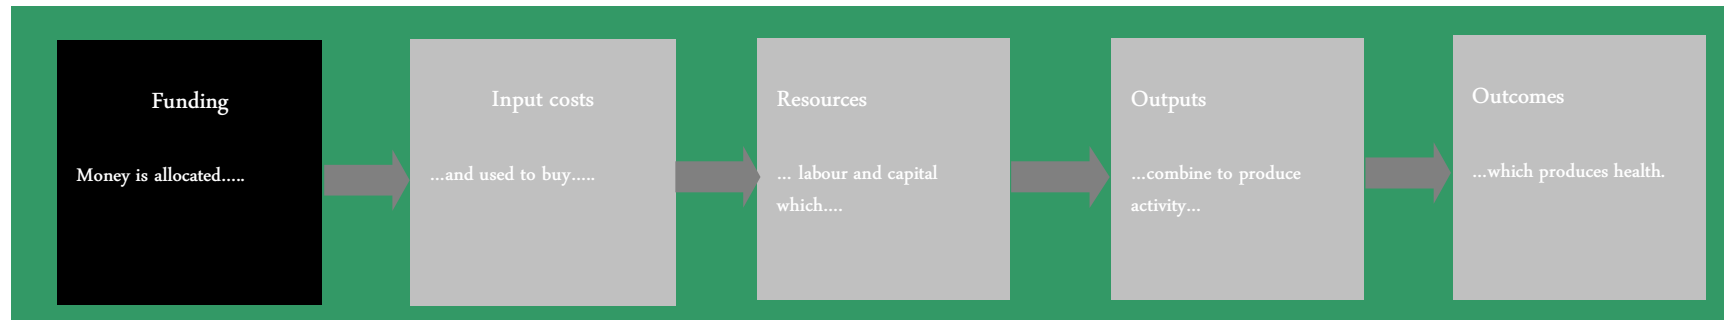 Funding
Money is allocated.....
Input costs
...and used to buy.....
Resources
... labour and capital
which....
Outputs
...combine to produce
activity...
Outcomes
...which produces health.